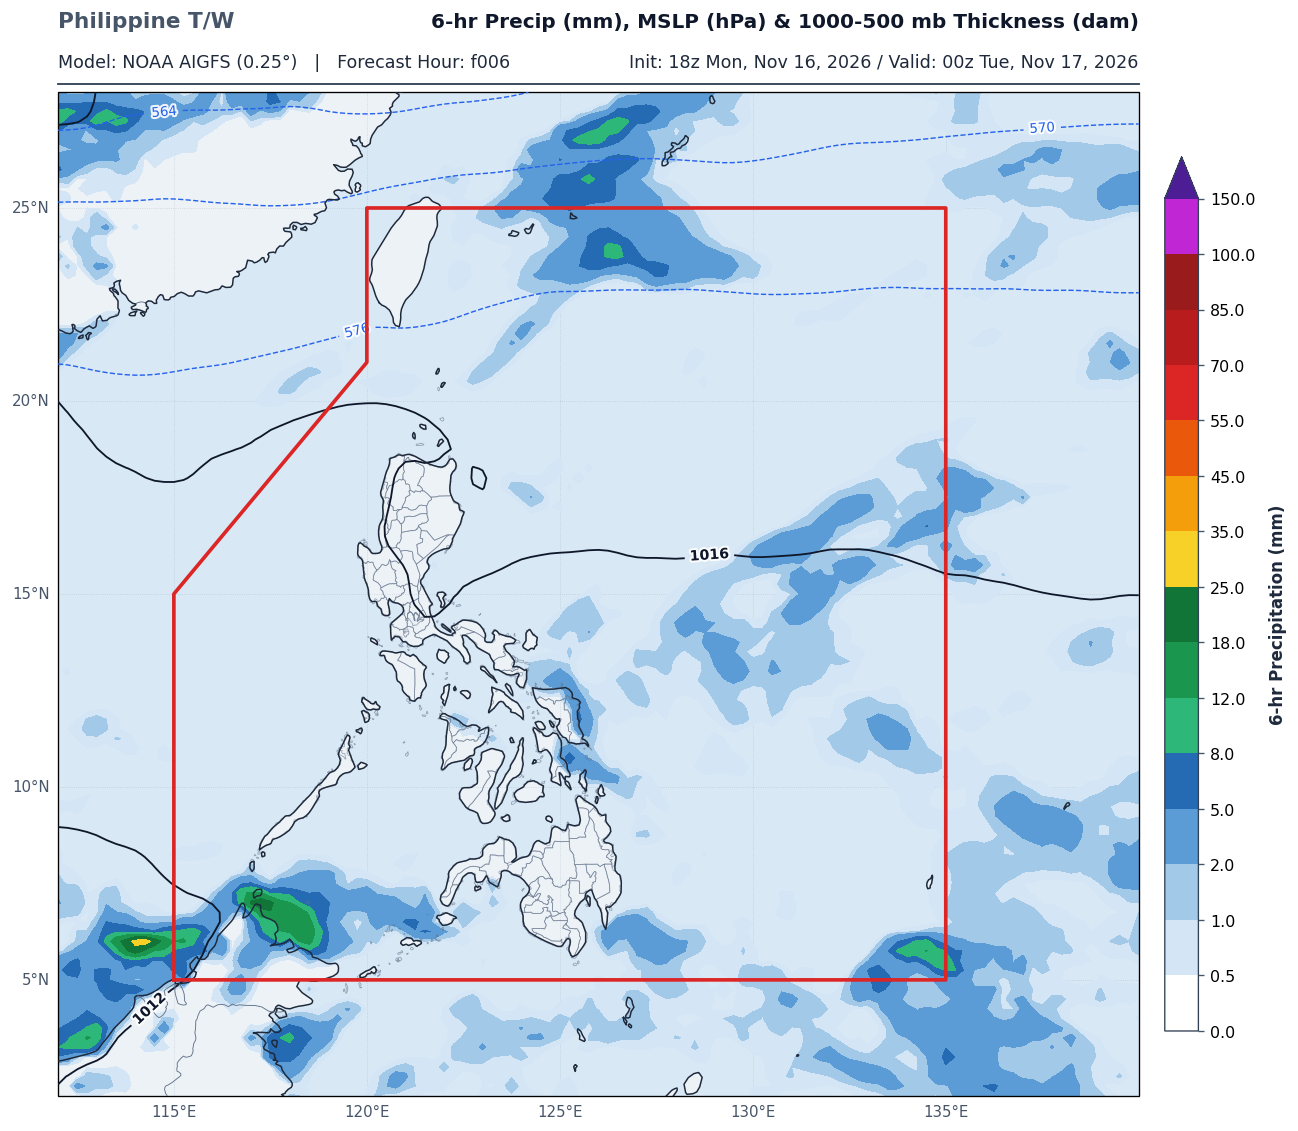 Philippine T/W
6-hr Precip (mm), MSLP (hPa) & 1000-500 mb Thickness (dam)
Model: NOAA AIGFS (0.25°) | Forecast Hour: f006
Init: 18z Mon, Nov 16, 2026 / Valid: 00z Tue, Nov 17, 2026
564
570
576
1016
1012
25°N
20°N
15°N
10°N
5°N
115°E
120°E
125°E
130°E
135°E
150.0
100.0
85.0
70.0
55.0
45.0
35.0
25.0
18.0
12.0
8.0
5.0
2.0
1.0
0.5
0.0
6-hr Precipitation (mm)